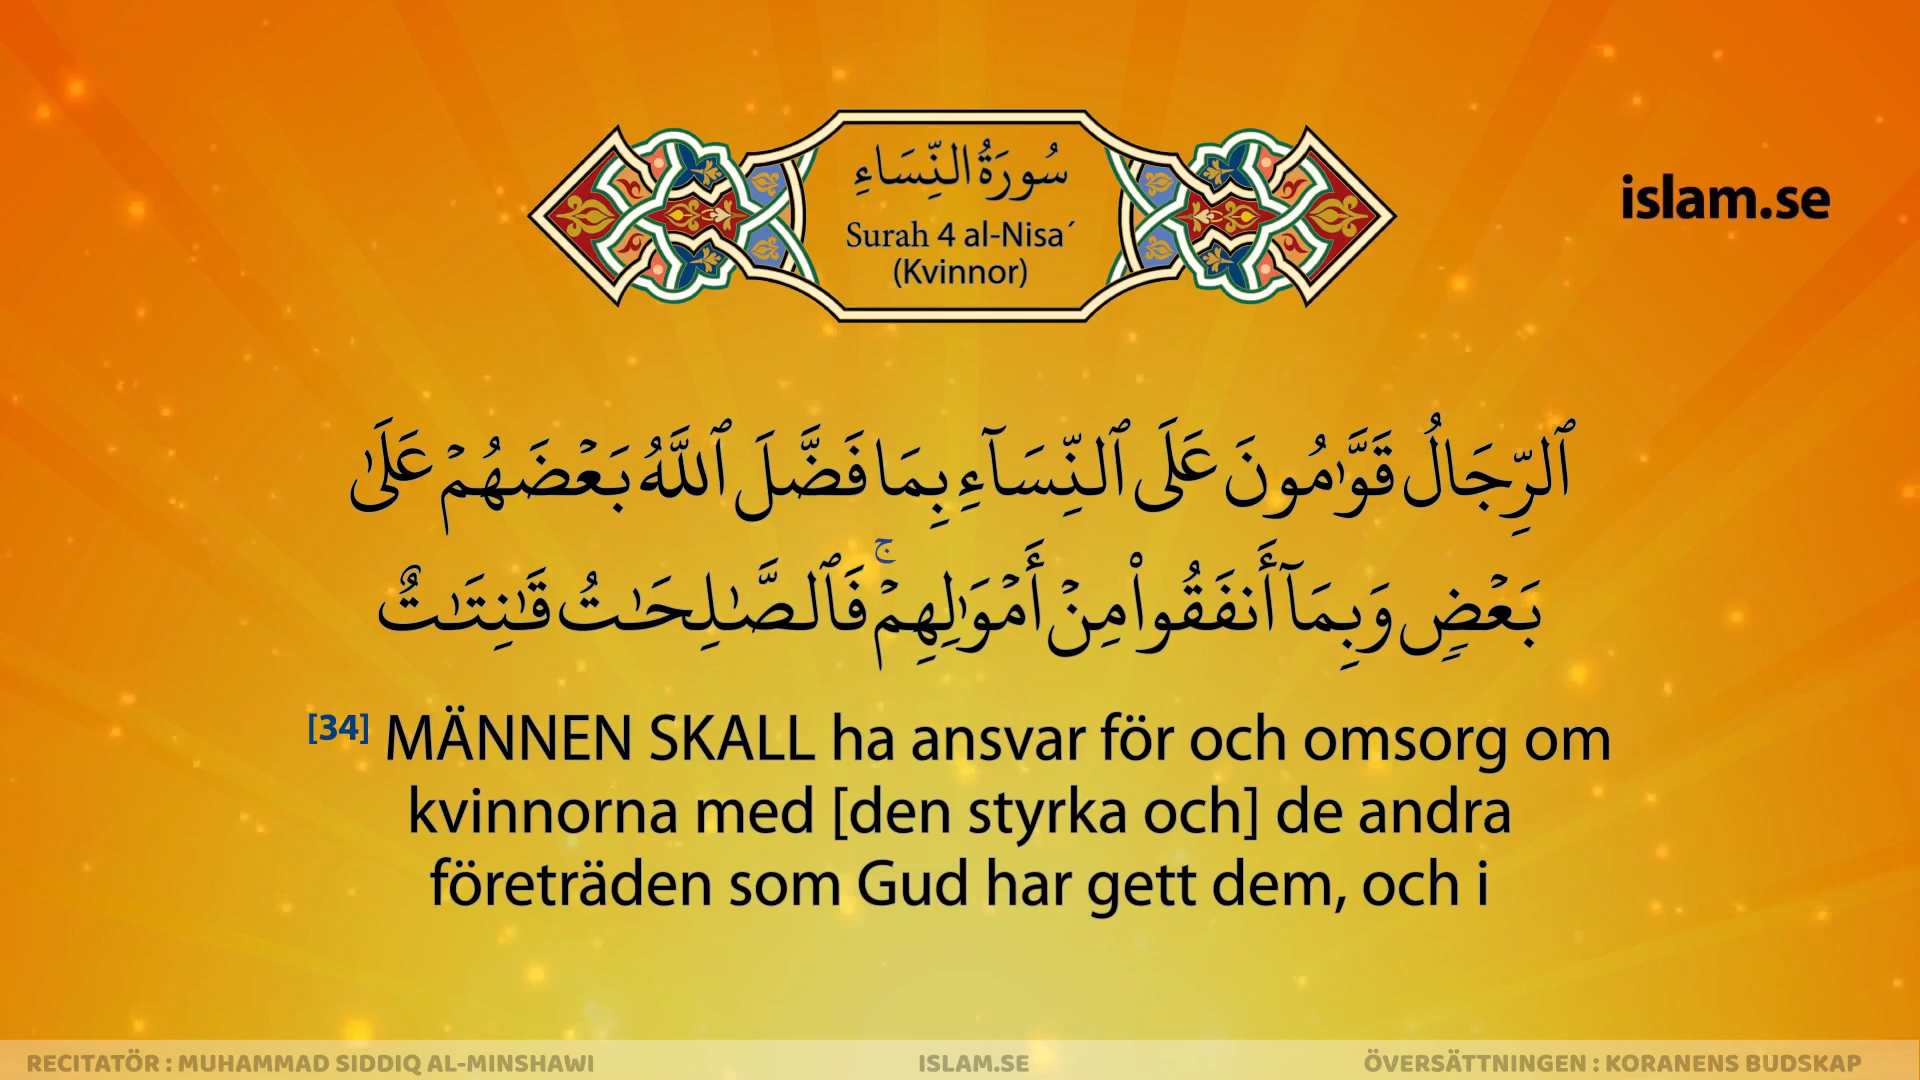 سُورَةُ النِّسَاءِ
Surah 4 al-Nisa´
(Kvinnor)
islam.se
ٱلرِّجَالُ قَوَّٰمُونَ عَلَى ٱلنِّسَآءِ بِمَا فَضَّلَ ٱللَّهُ بَعۡضَهُمۡ عَلَىٰ
بَعۡضٖ وَبِمَآ أَنفَقُواْ مِنۡ أَمۡوَٰلِهِمۡۚ فَٱلصَّٰلِحَٰتُ قَٰنِتَٰتٌ
[34] MÄNNEN SKALL ha ansvar för och omsorg om
kvinnorna med [den styrka och] de andra
företräden som Gud har gett dem, och i
RECITATÖR : MUHAMMAD SIDDIQ AL-MINSHAWI
ISLAM.SE
ÖVERSÄTTNINGEN : KORANENS BUDSKAP